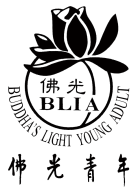 佛光
BLIA
BUDDHA'S LIGHT YOUNG ADULT
佛光青年